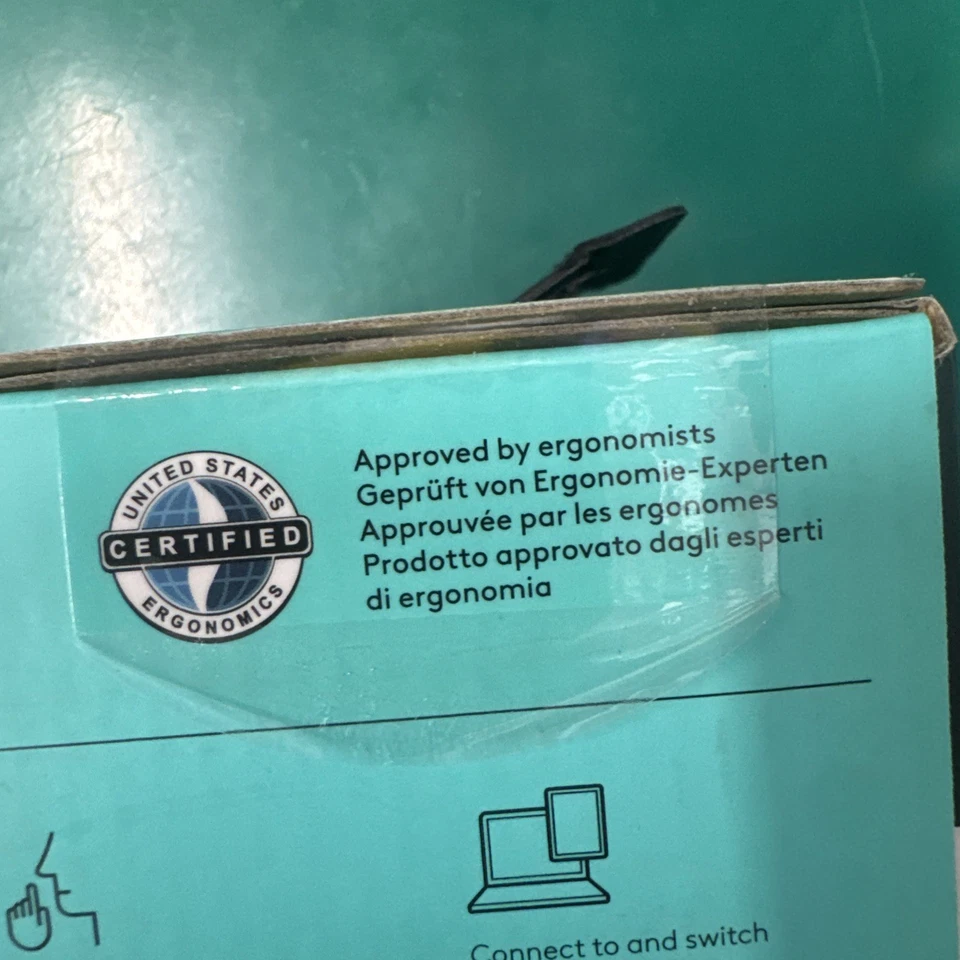 UNITED STATES
CERTIFIED
ERGONOMICS
Approved by ergonomists
Geprüft von Ergonomie-Experten
Approuvée par les ergonomes
Prodotto approvato dagli esperti
di ergonomia
Connect to and switch